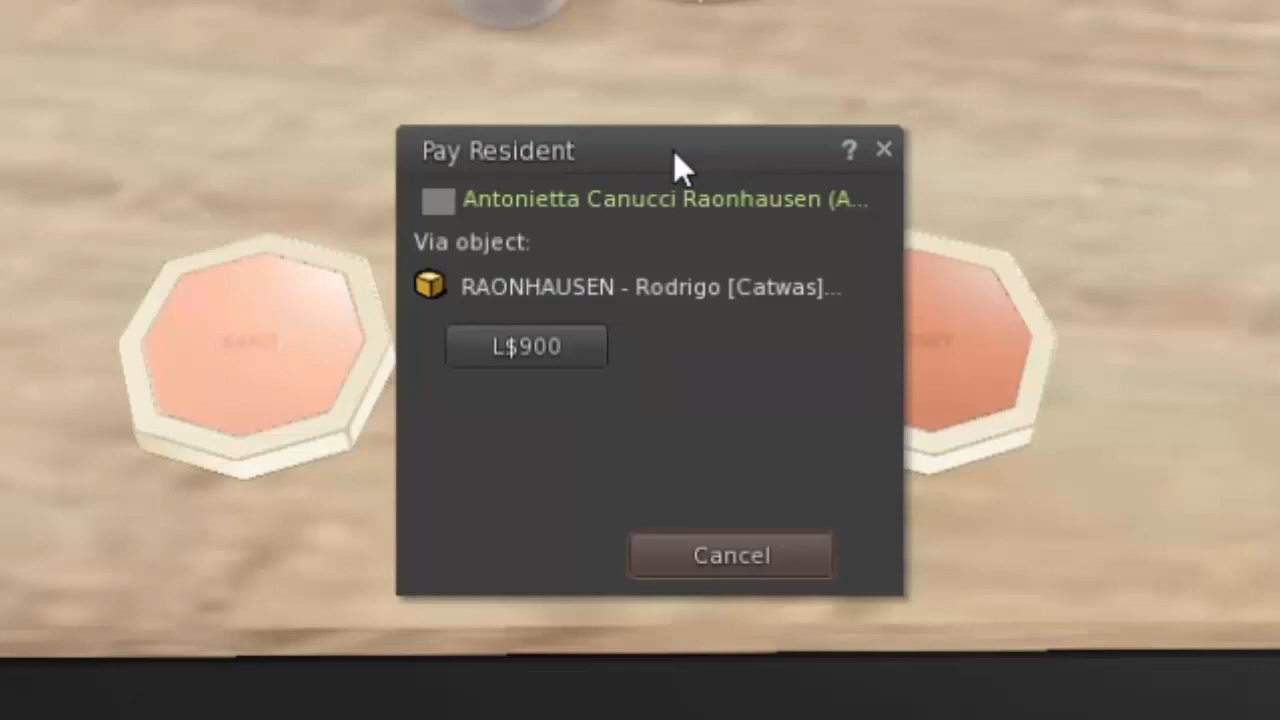 Pay Resident ? ×
Antonietta Canucci Raonhausen (A...
Via object:
RAONHAUSEN - Rodrigo [Catwas]...
L$900
Cancel